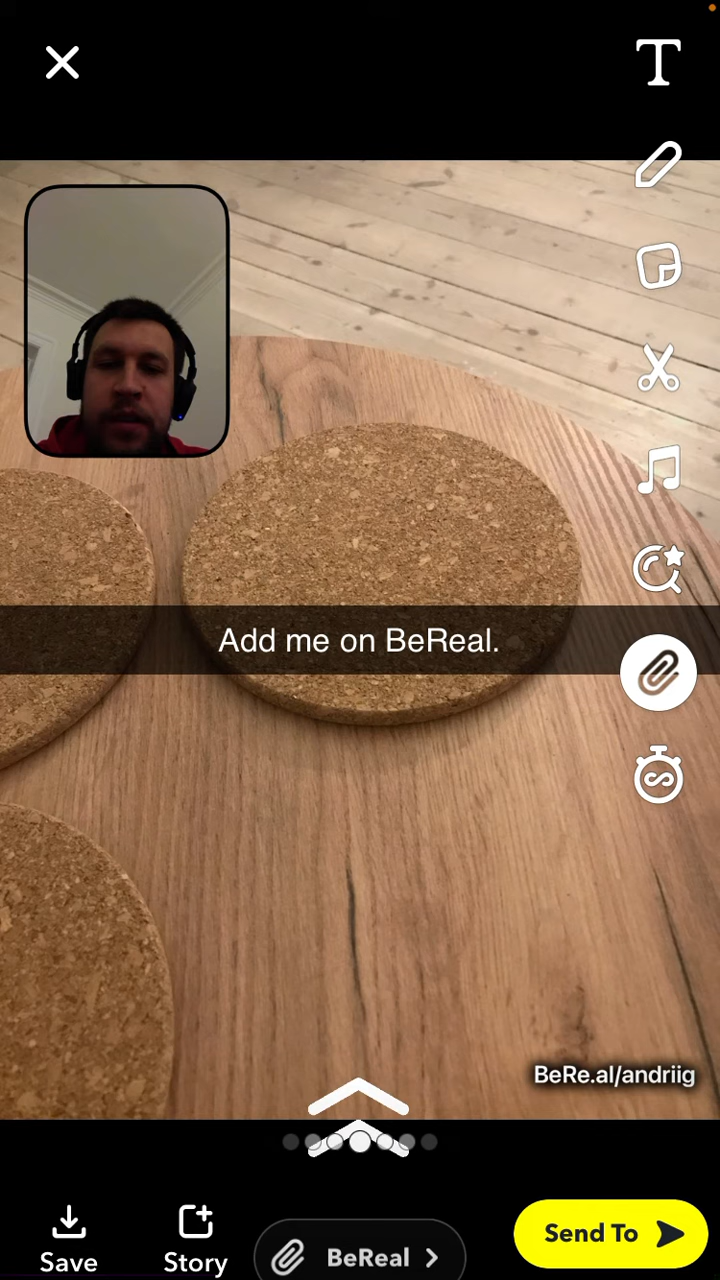 T
Add me on BeReal.
BeRe.al/andriig
Send To
Save
Story
BeReal